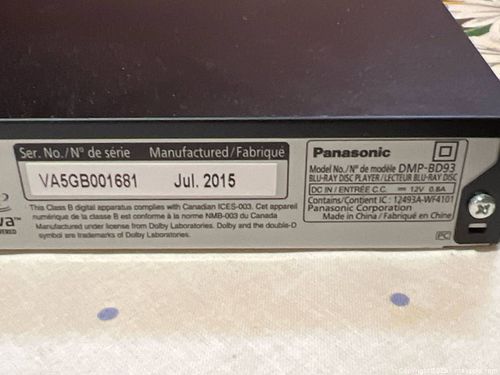 Ser. No./N° de série Manufactured/Fabriqué
VA5GB001681 Jul. 2015
This Class B digital apparatus complies with Canadian ICES-003. Cet appareil
numérique de la classe B est conforme à la norme NMB-003 du Canada
Manufactured under license from Dolby Laboratories. Dolby and the double-D
symbol are trademarks of Dolby Laboratories.
Panasonic
Model No./N° de modèle DMP-BD93
BLU-RAY DISC PLAYER/LECTEUR BLU-RAY DISC
DC IN / ENTRÉE C.C. 12V 0.8A
Contains/Contient IC : 12493A-WF4101
Panasonic Corporation
Made in China / Fabriqué en Chine
PC